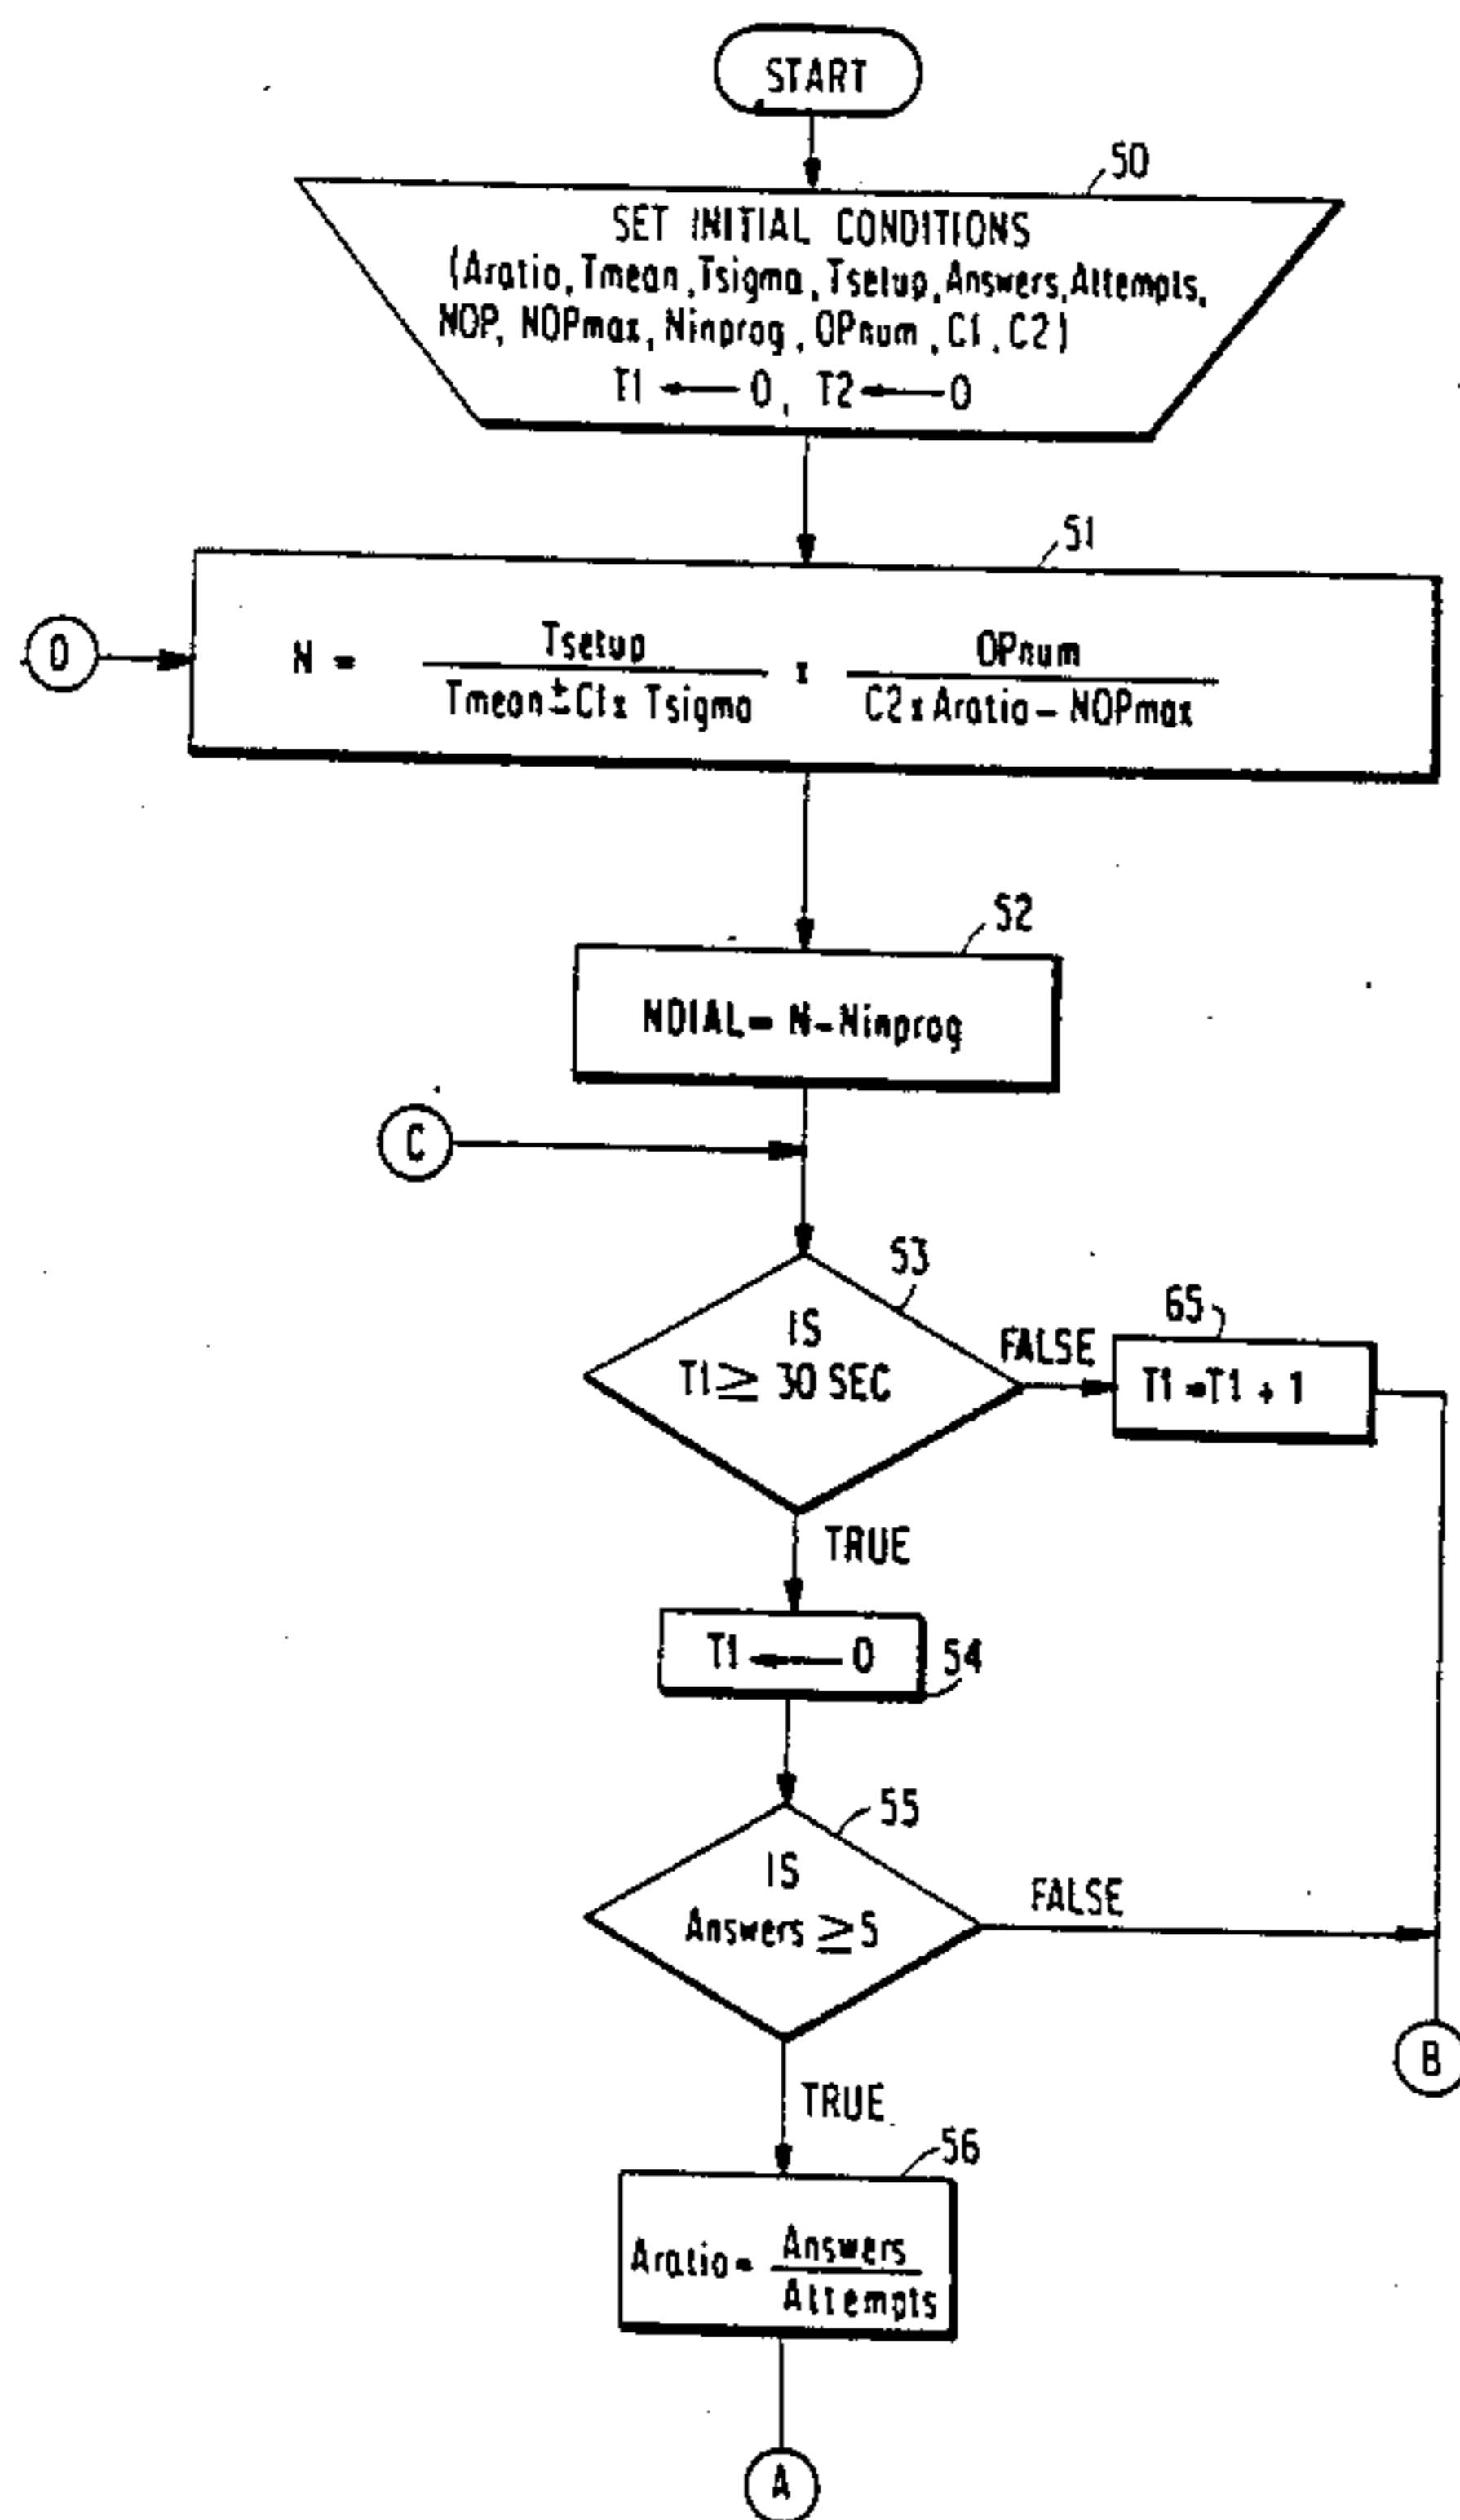 START
50
SET INITIAL CONDITIONS
(Aratio, Tmean, Tsigma, Tsetup, Answers, Attempts,
NOP, NOPmax, Ninprog, OPnum, C1, C2)
T1 ← 0, T2 ← 0
51
D
N = Tsetup / Tmean ± C1 x Tsigma x OPnum / C2 x Aratio - NOPmax
52
NDIAL = N - Ninprog
C
53
IS
T1 ≥ 30 SEC
FALSE
65
T1 = T1 + 1
TRUE
T1 ← 0
54
55
IS
Answers ≥ 5
FALSE
B
TRUE
56
Aratio = Answers / Attempts
A